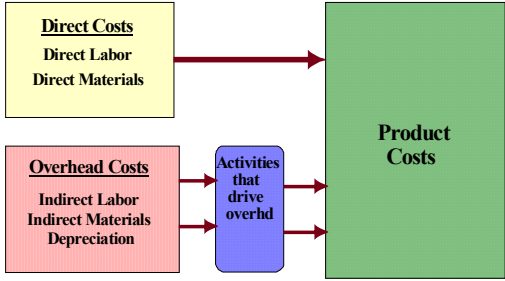 Direct Costs
Direct Labor
Direct Materials
Overhead Costs
Indirect Labor
Indirect Materials
Depreciation
Activities
that
drive
overhd
Product
Costs